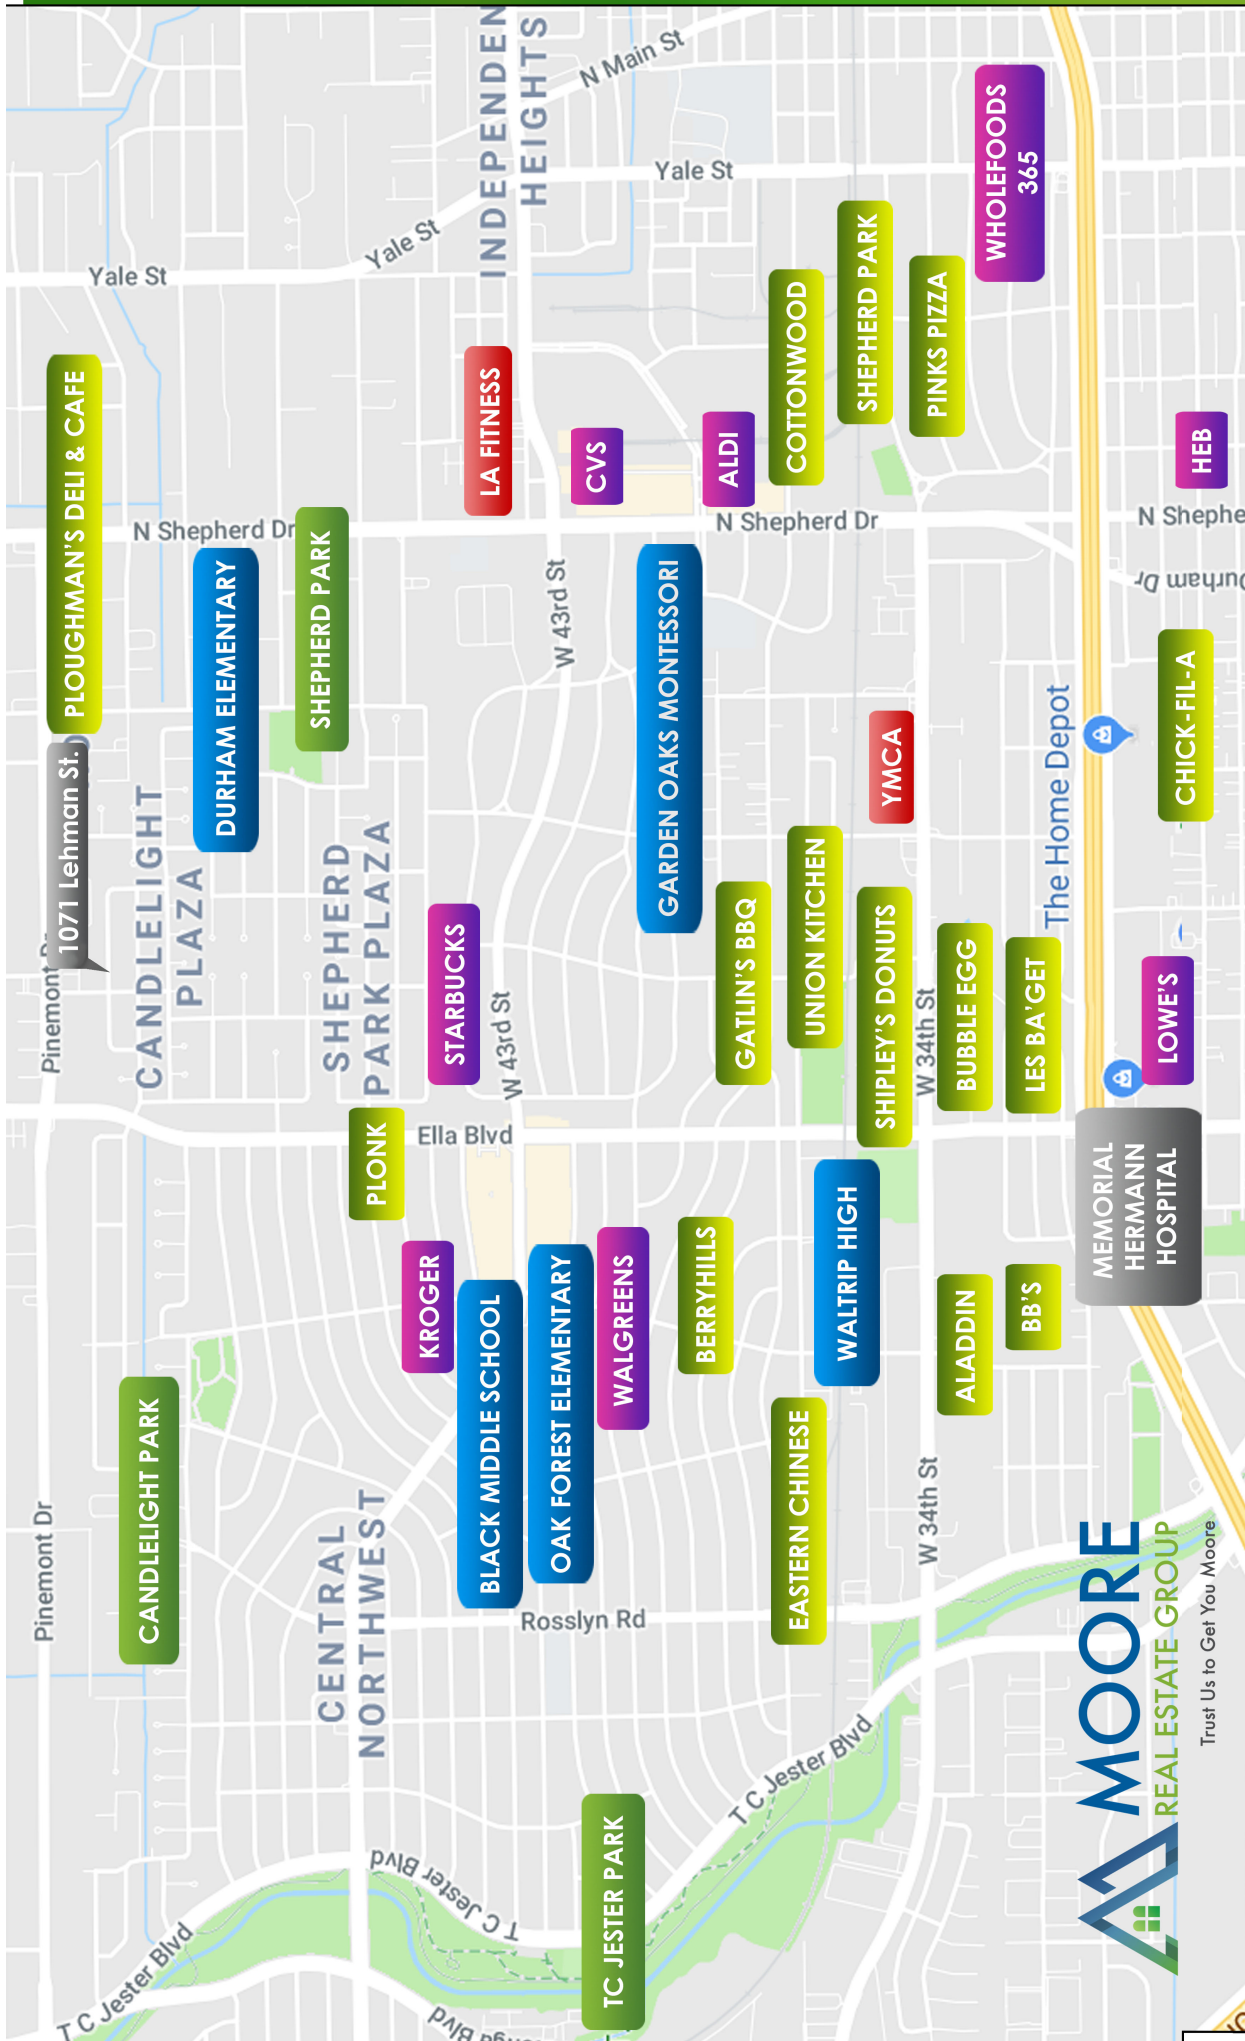 Pinemont Dr
Pinemont Dr
1071 Lehman St.
PLOUGHMAN'S DELI & CAFE
T C Jester Blvd
CANDLELIGHT PARK
CANDLELIGHT
PLAZA
N Shepherd Dr
Yale St
DURHAM ELEMENTARY
CENTRAL
NORTHWEST
SHEPHERD
PARK PLAZA
SHEPHERD PARK
Yale St
T C Jester Blvd
PLONK
KROGER
Ella Blvd
STARBUCKS
LA FITNESS
INDEPENDEN
HEIGHTS
BLACK MIDDLE SCHOOL
W 43rd St
W 43rd St
OAK FOREST ELEMENTARY
CVS
N Main St
TC JESTER PARK
Rosslyn Rd
WALGREENS
GARDEN OAKS MONTESSORI
Yale St
BERRYHILLS
GATLIN'S BBQ
ALDI
N Shepherd Dr
T C Jester Blvd
EASTERN CHINESE
UNION KITCHEN
COTTONWOOD
WALTRIP HIGH
SHIPLEY'S DONUTS
YMCA
SHEPHERD PARK
W 34th St
W 34th St
PINKS PIZZA
ALADDIN
BUBBLE EGG
WHOLEFOODS
365
BB'S
LES BA'GET
The Home Depot
MEMORIAL
HERMANN
HOSPITAL
LOWE'S
CHICK-FIL-A
Durham Dr
N Shephe
HEB
MOORE
REAL ESTATE GROUP
Trust Us to Get You Moore